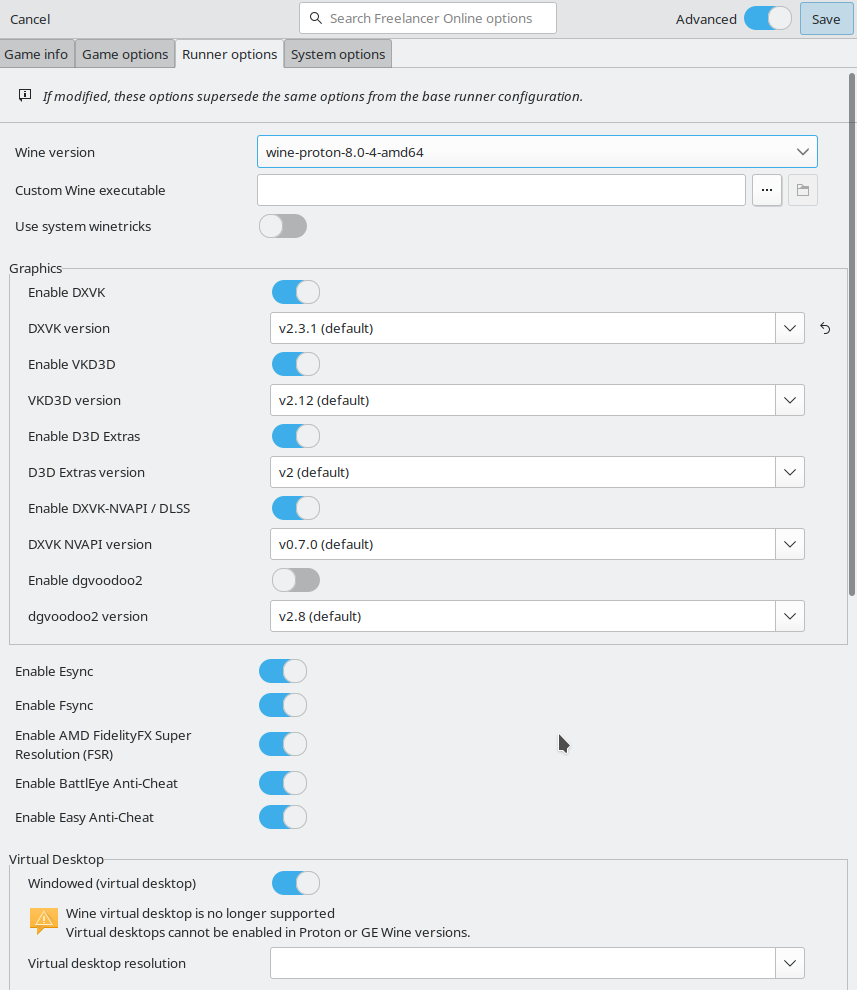 Cancel
Search Freelancer Online options
Advanced
Save
Game info
Game options
Runner options
System options
If modified, these options supersede the same options from the base runner configuration.
Wine version
wine-proton-8.0-4-amd64
Custom Wine executable
...
Use system winetricks
Graphics
Enable DXVK
DXVK version
v2.3.1 (default)
Enable VKD3D
VKD3D version
v2.12 (default)
Enable D3D Extras
D3D Extras version
v2 (default)
Enable DXVK-NVAPI / DLSS
DXVK NVAPI version
v0.7.0 (default)
Enable dgvoodoo2
dgvoodoo2 version
v2.8 (default)
Enable Esync
Enable Fsync
Enable AMD FidelityFX Super
Resolution (FSR)
Enable BattlEye Anti-Cheat
Enable Easy Anti-Cheat
Virtual Desktop
Windowed (virtual desktop)
Wine virtual desktop is no longer supported
Virtual desktops cannot be enabled in Proton or GE Wine versions.
Virtual desktop resolution